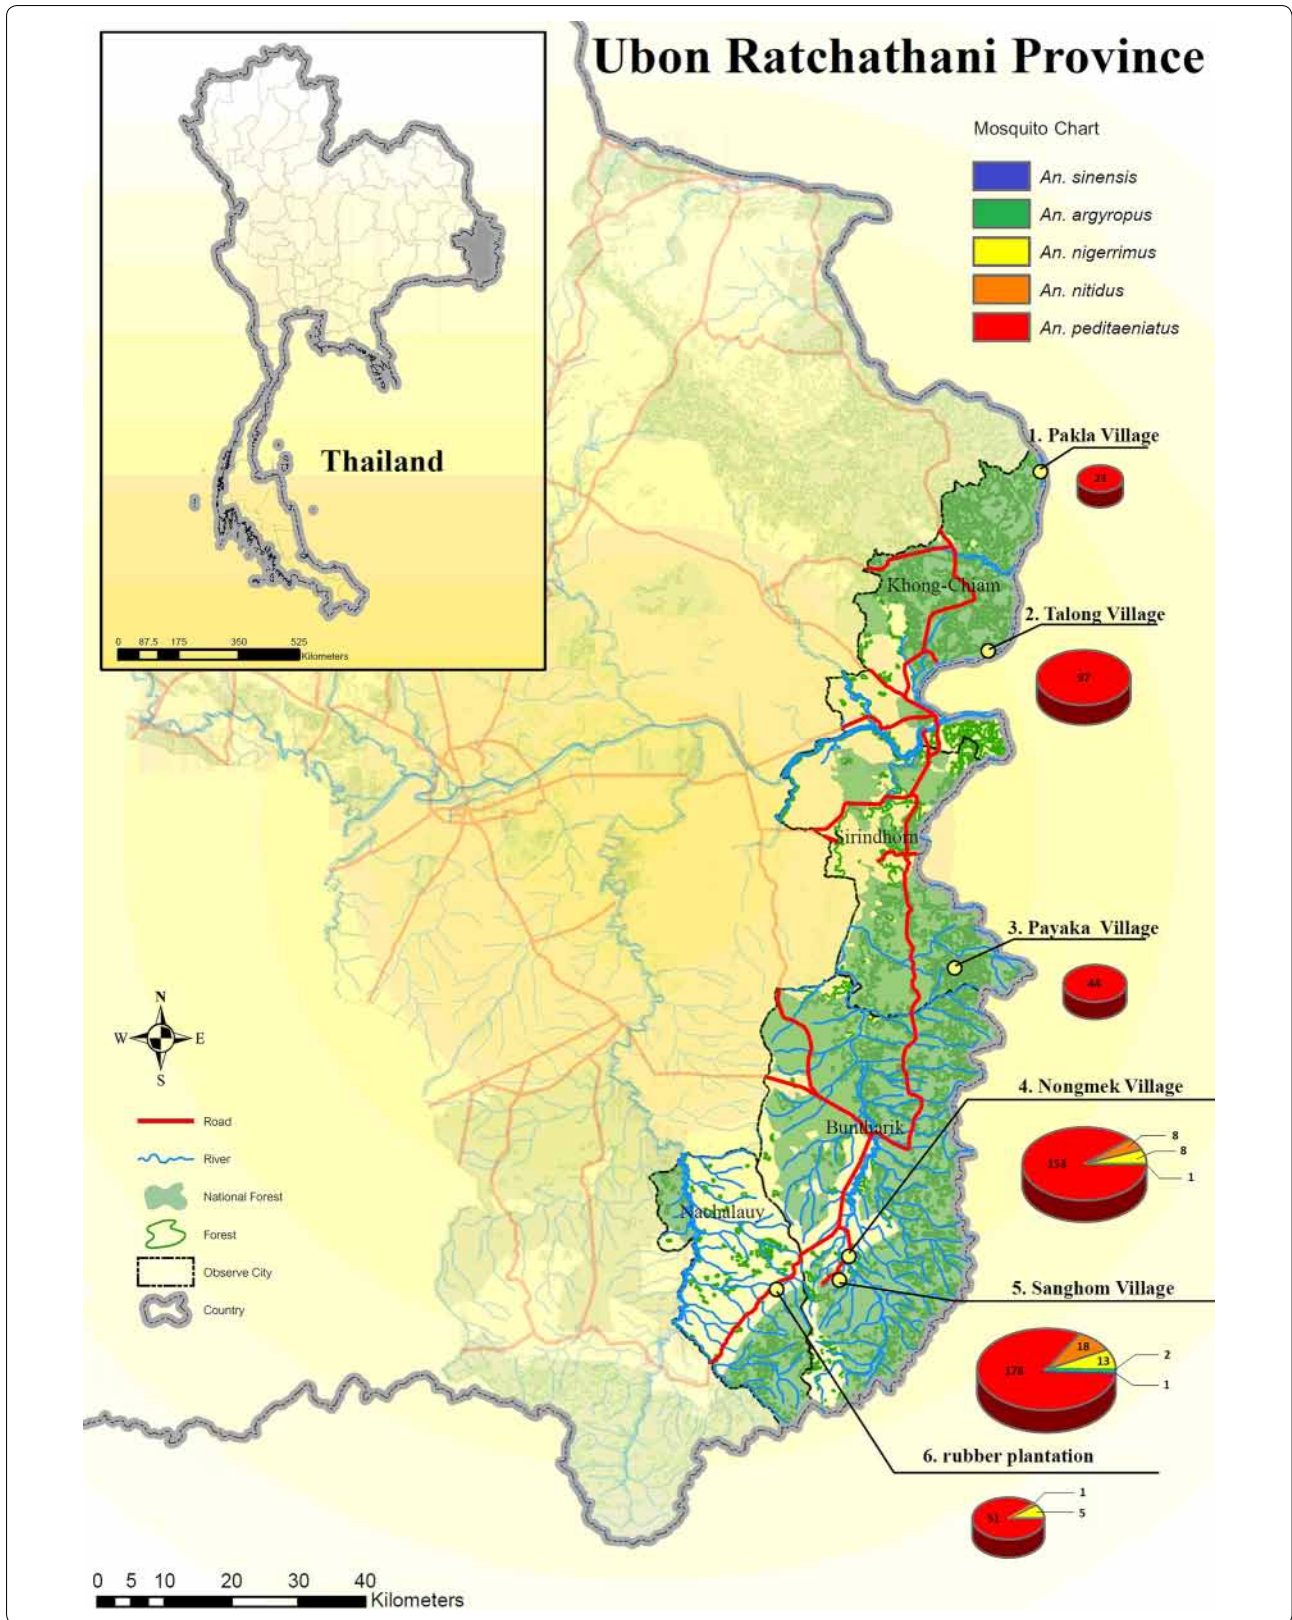 Ubon Ratchathani Province
Mosquito Chart
An. sinensis
An. argyropus
An. nigerrimus
An. nitidus
An. peditaeniatus
Thailand
0 87.5 175 350 525
Kilometers
1. Pakla Village
Khong-Chiam
2. Talong Village
97
Sirindhorn
3. Payaka Village
44
N
W E
S
4. Nongmek Village
Buntharik
8
8
1
Road
River
National Forest
Forest
Observe City
Country
Nachalauy
5. Sanghom Village
178
18
13
2
1
6. rubber plantation
1
5
0 5 10 20 30 40
Kilometers